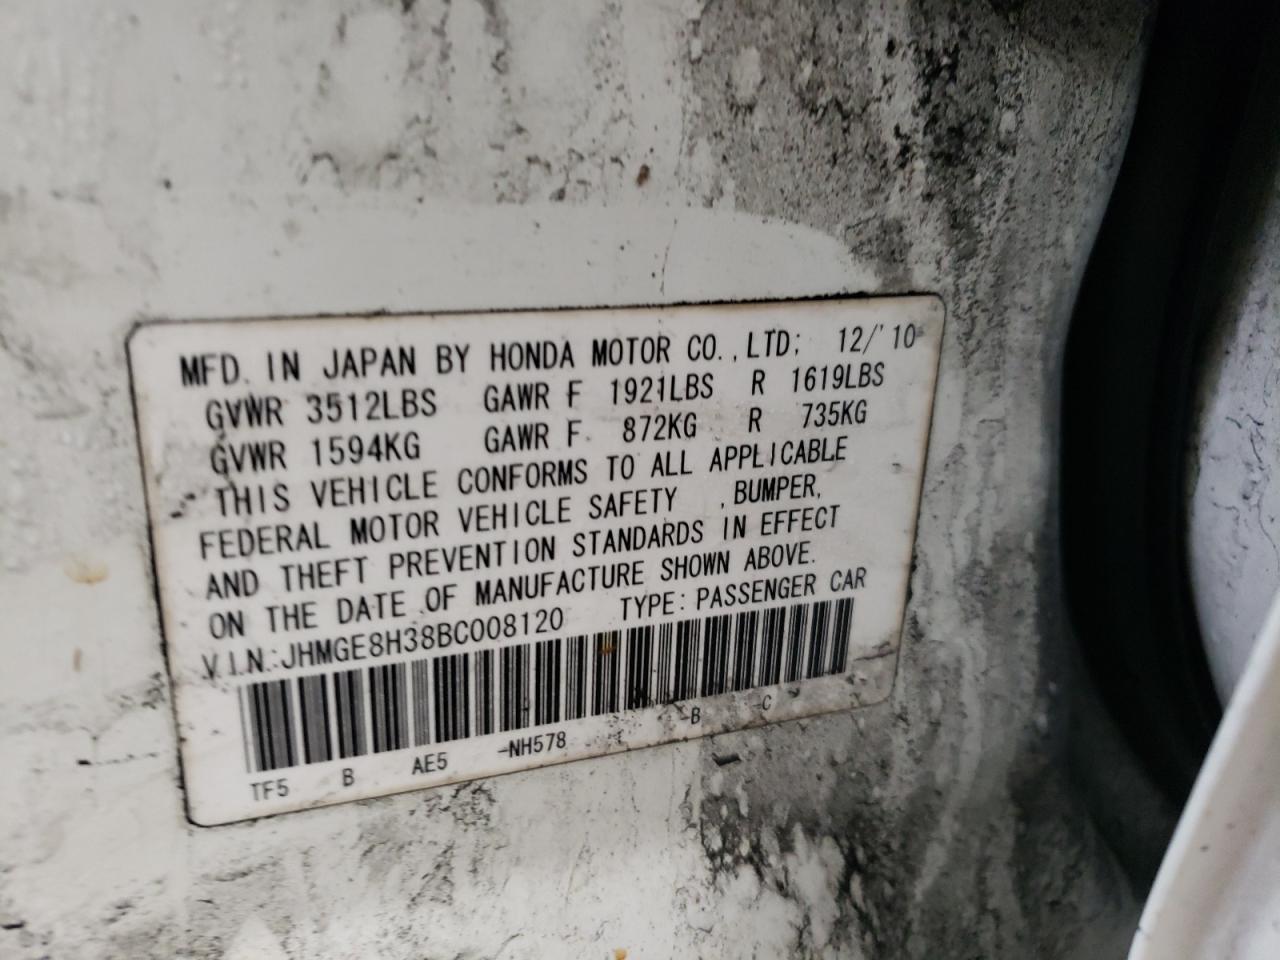 MFD. IN JAPAN BY HONDA MOTOR CO., LTD; 12/'10
GVWR 3512LBS GAWR F 1921LBS R 1619LBS
GVWR 1594KG GAWR F 872KG R 735KG
THIS VEHICLE CONFORMS TO ALL APPLICABLE
FEDERAL MOTOR VEHICLE SAFETY , BUMPER,
AND THEFT PREVENTION STANDARDS IN EFFECT
ON THE DATE OF MANUFACTURE SHOWN ABOVE.
V.I.N.:JHMGE8H38BC008120 TYPE: PASSENGER CAR
TF5 B AE5 -NH578 -B -C